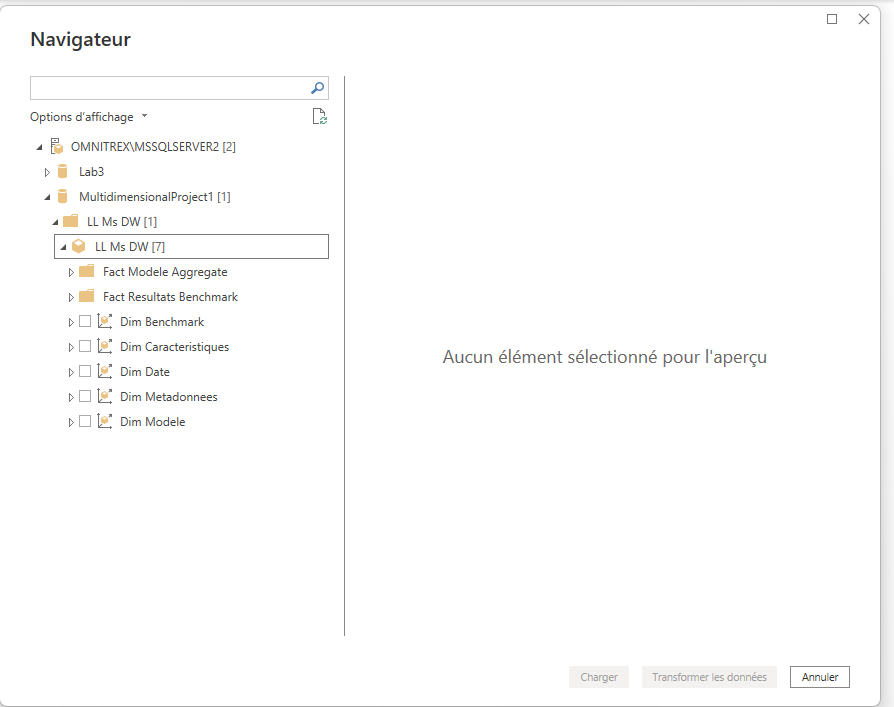 Navigateur
Options d'affichage
OMNITREX\MSSQLSERVER2 [2]
Lab3
MultidimensionalProject1 [1]
LL Ms DW [1]
LL Ms DW [7]
Fact Modele Aggregate
Fact Resultats Benchmark
Dim Benchmark
Dim Caracteristiques
Dim Date
Dim Metadonnees
Dim Modele
Aucun élément sélectionné pour l'aperçu
Charger
Transformer les données
Annuler